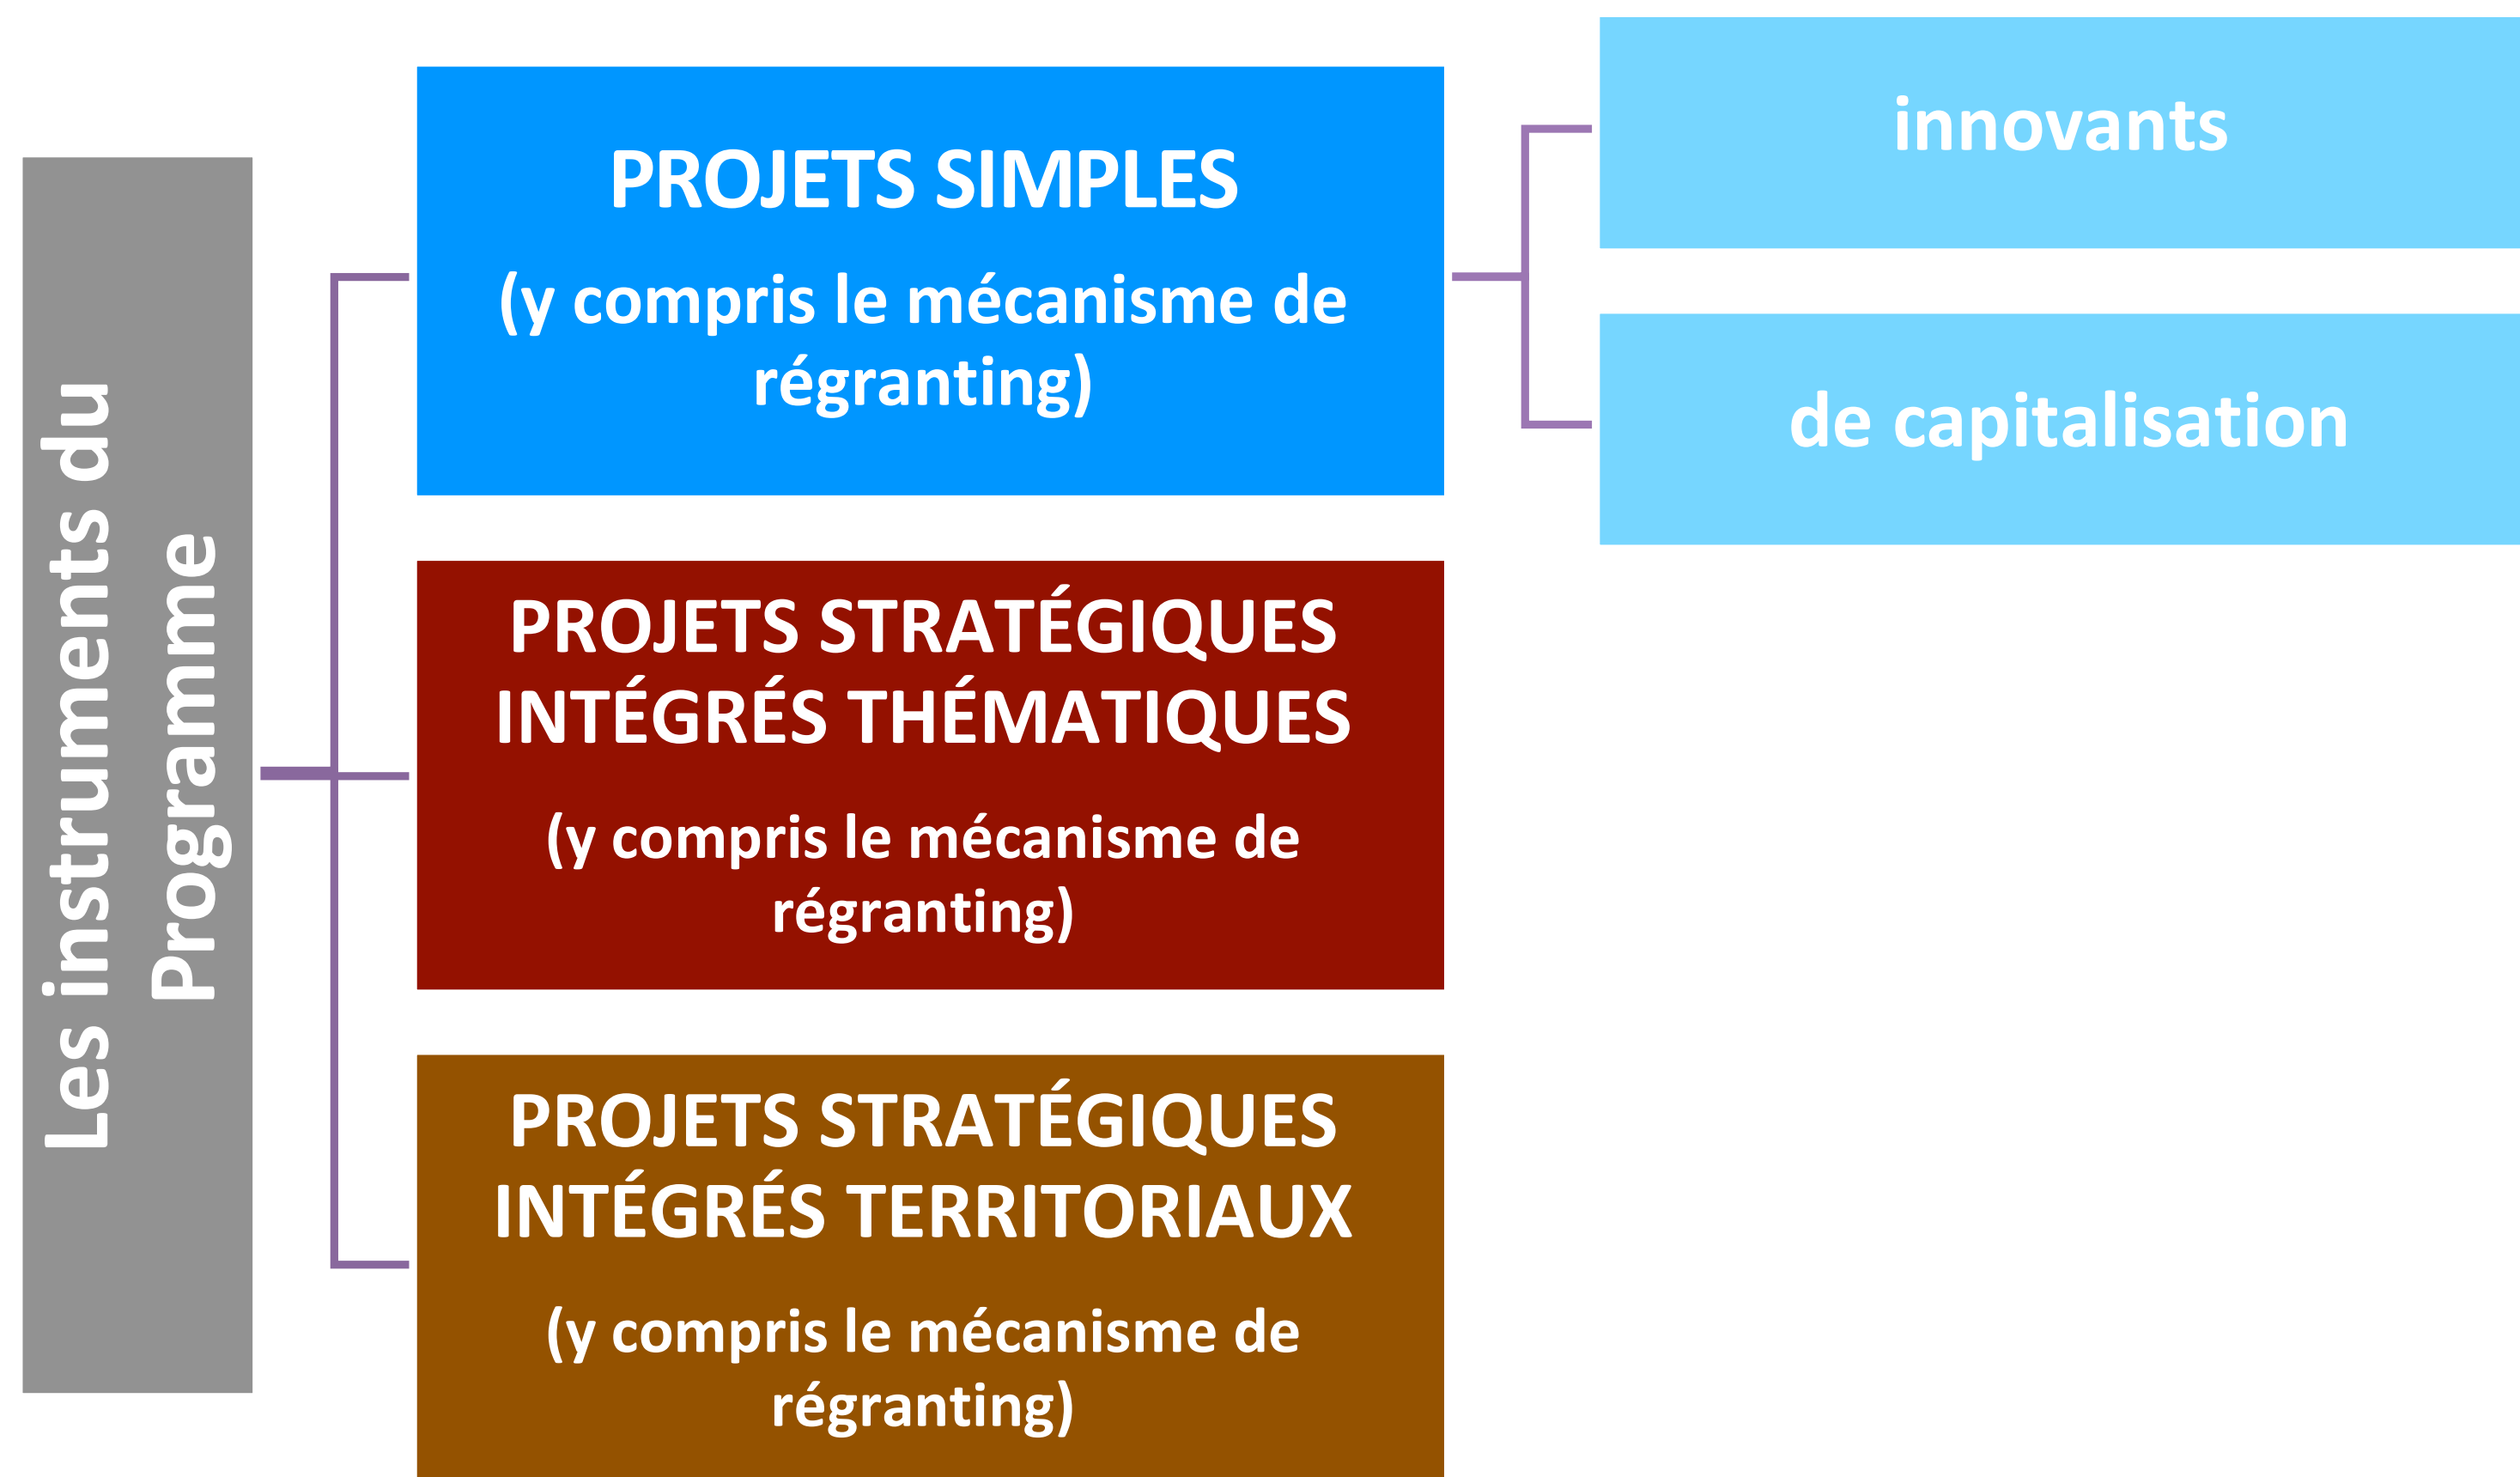 Les instruments du
Programme
PROJETS SIMPLES
(y compris le mécanisme de
régranting)
innovants
de capitalisation
PROJETS STRATÉGIQUES
INTÉGRÉS THÉMATIQUES
(y compris le mécanisme de
régranting)
PROJETS STRATÉGIQUES
INTÉGRÉS TERRITORIAUX
(y compris le mécanisme de
régranting)